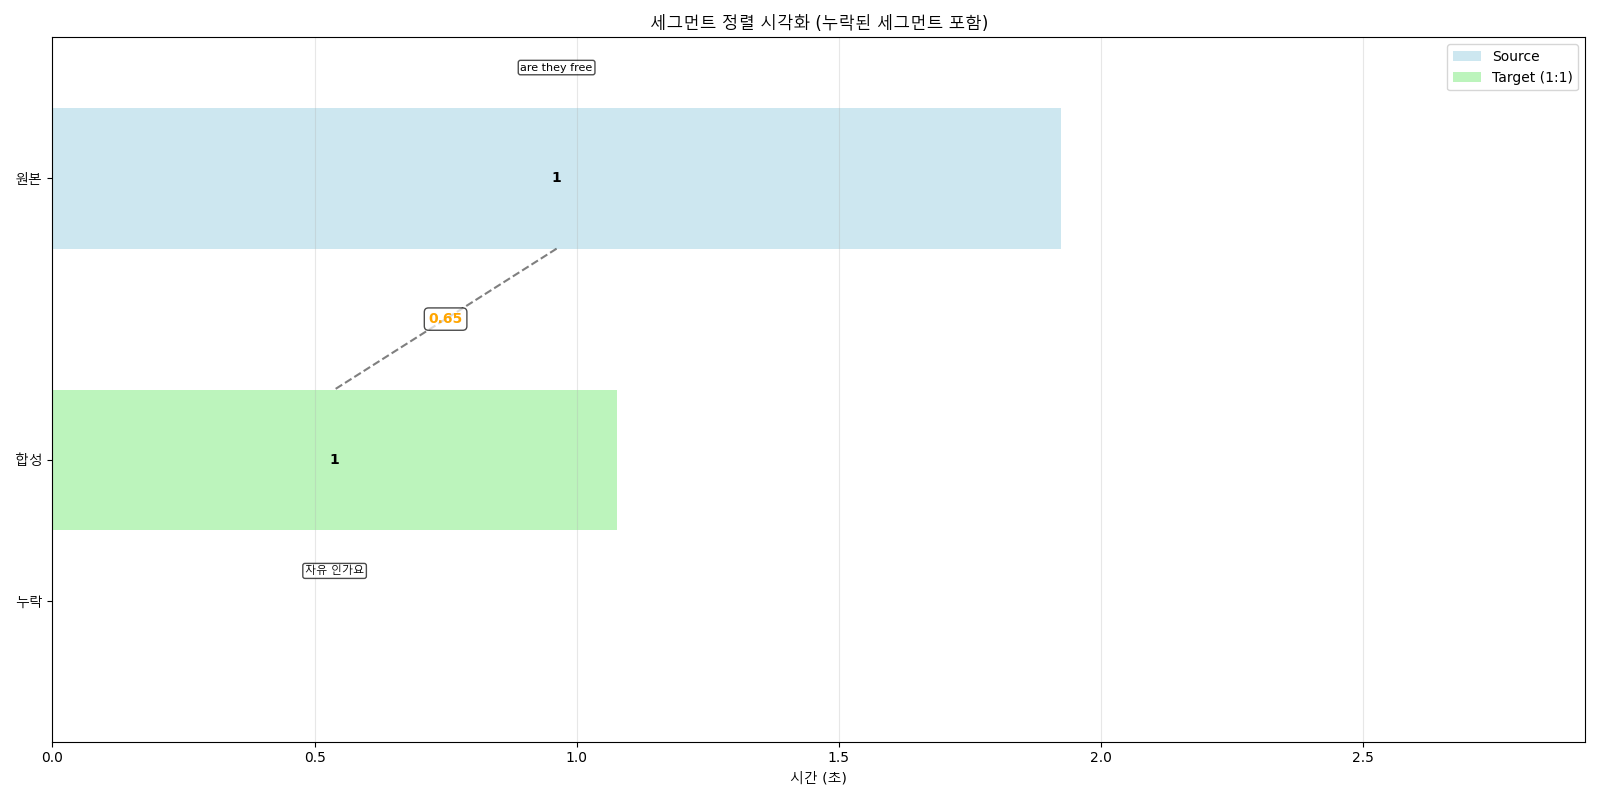 세그먼트 정렬 시각화 (누락된 세그먼트 포함)
Source
Target (1:1)
are they free
원본
1
0.65
합성
1
자유 인가요
누락
0.0 0.5 1.0 1.5 2.0 2.5
시간 (초)